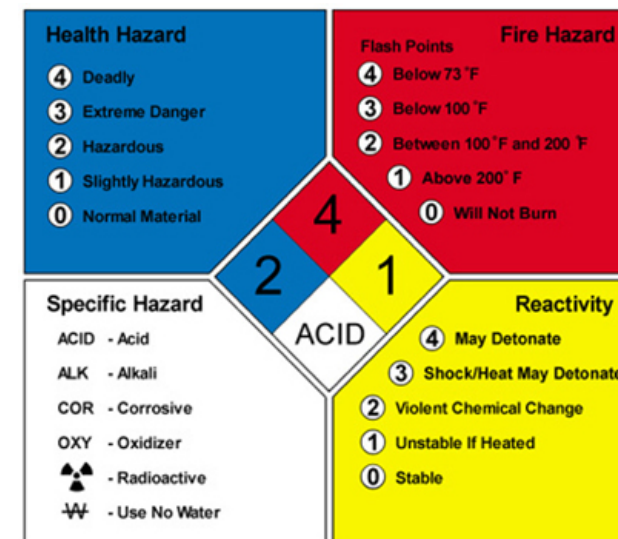 Health Hazard
4 Deadly
3 Extreme Danger
2 Hazardous
1 Slightly Hazardous
0 Normal Material
Fire Hazard
Flash Points
4 Below 73°F
3 Below 100°F
2 Between 100°F and 200°F
1 Above 200°F
0 Will Not Burn
4
2
1
ACID
Specific Hazard
ACID - Acid
ALK - Alkali
COR - Corrosive
OXY - Oxidizer
- Radioactive
W - Use No Water
Reactivity
4 May Detonate
3 Shock/Heat May Detonate
2 Violent Chemical Change
1 Unstable If Heated
0 Stable